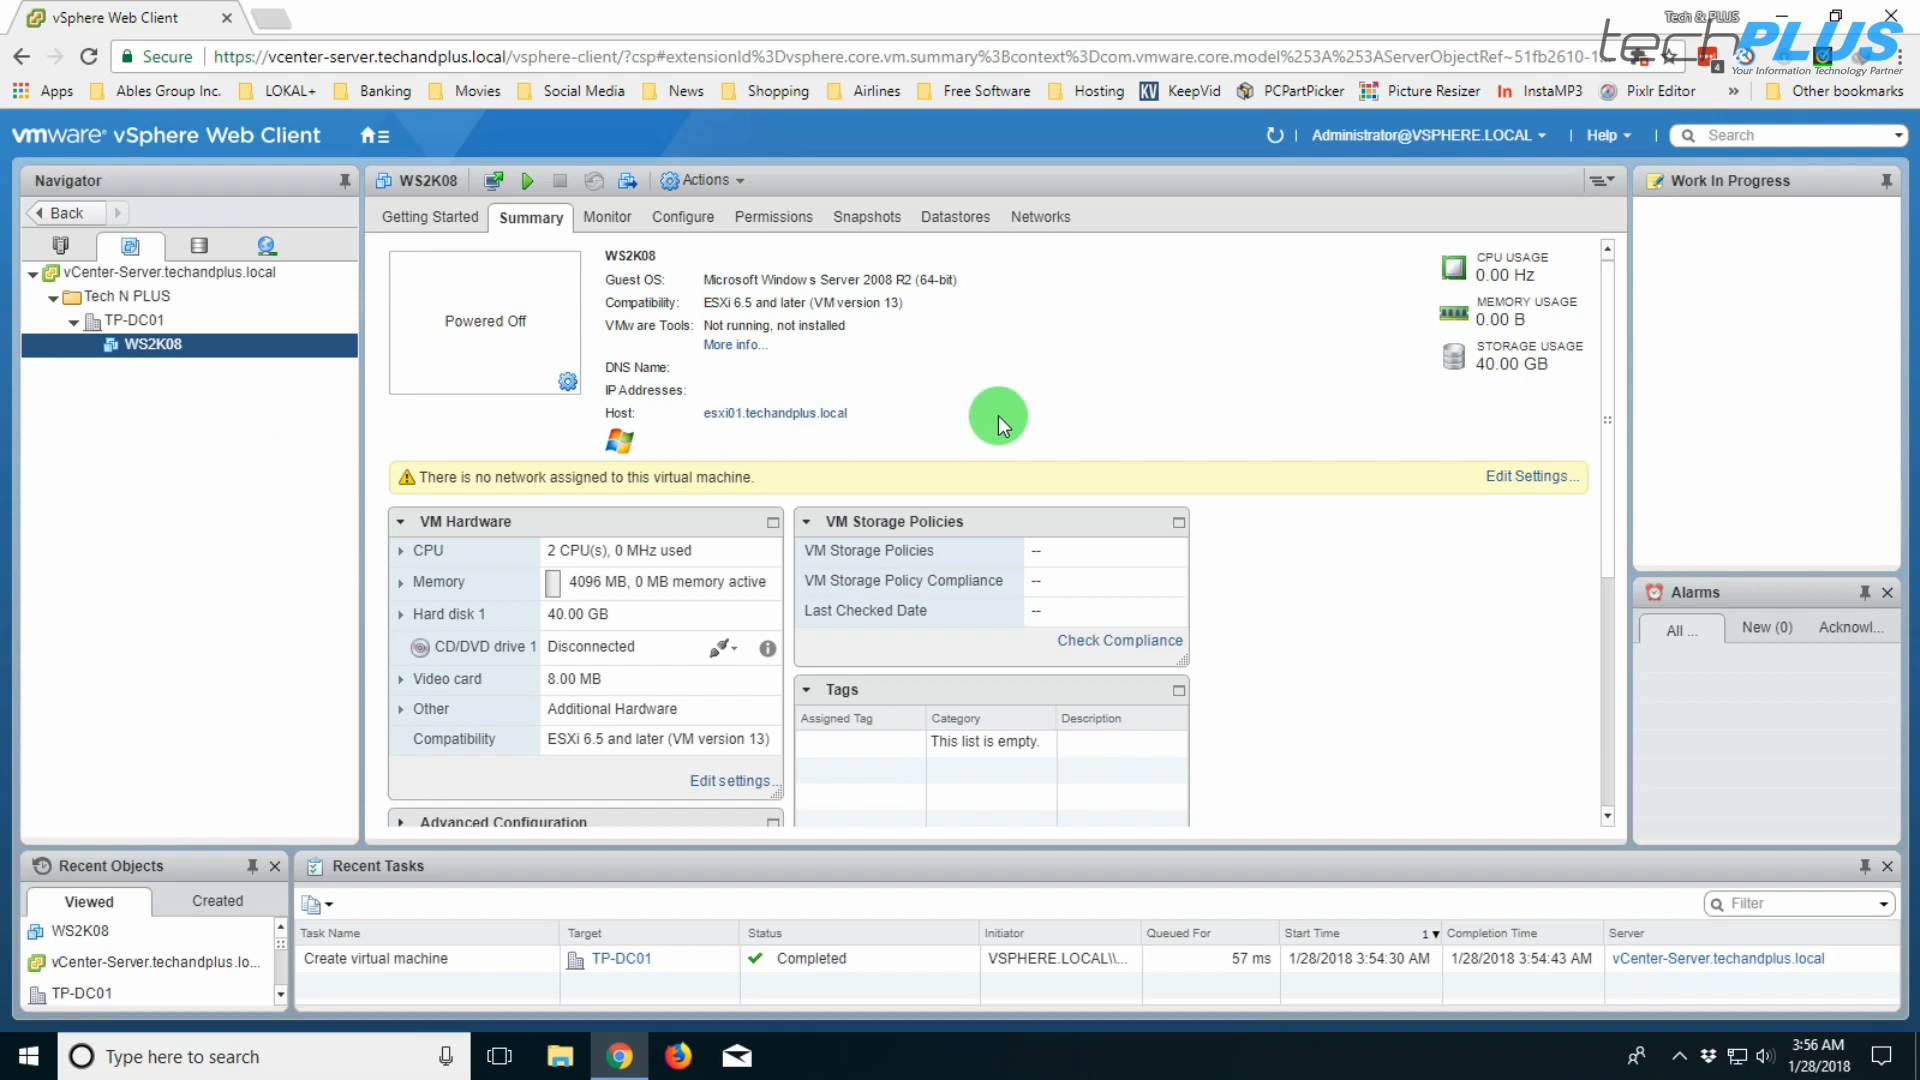 vSphere Web Client
Tech & PLUS
techPLUS
Your Information Technology Partner
Secure
https://vcenter-server.techandplus.local/vsphere-client/?csp#extensionId%3Dvsphere.core.vm.summary%3Bcontext%3Dcom.vmware.core.model%253A%253AServerObjectRef~51fb2610-1...
4
Apps Ables Group Inc. LOKAL+ Banking Movies Social Media News Shopping Airlines Free Software Hosting KV KeepVid PCPartPicker Picture Resizer In InstaMP3 Pixlr Editor » Other bookmarks
vmware® vSphere Web Client
Administrator@VSPHERE.LOCAL | Help | Search
Navigator
Back
vCenter-Server.techandplus.local
Tech N PLUS
TP-DC01
WS2K08
WS2K08 Actions
Getting Started Summary Monitor Configure Permissions Snapshots Datastores Networks
Powered Off
WS2K08
Guest OS: Microsoft Windows Server 2008 R2 (64-bit)
Compatibility: ESXi 6.5 and later (VM version 13)
VMware Tools: Not running, not installed
More info...
DNS Name:
IP Addresses:
Host: esxi01.techandplus.local
CPU USAGE
0.00 Hz
MEMORY USAGE
0.00 B
STORAGE USAGE
40.00 GB
There is no network assigned to this virtual machine. Edit Settings...
VM Hardware
CPU 2 CPU(s), 0 MHz used
Memory 4096 MB, 0 MB memory active
Hard disk 1 40.00 GB
CD/DVD drive 1 Disconnected
Video card 8.00 MB
Other Additional Hardware
Compatibility ESXi 6.5 and later (VM version 13)
Edit settings...
Advanced Configuration
VM Storage Policies
VM Storage Policies --
VM Storage Policy Compliance --
Last Checked Date --
Check Compliance
Tags
Assigned Tag Category Description
This list is empty.
Work In Progress
Alarms
All ... New (0) Acknowl...
Recent Objects
Viewed Created
WS2K08
vCenter-Server.techandplus.lo...
TP-DC01
Recent Tasks
Filter
Task Name Target Status Initiator Queued For Start Time 1 ▼ Completion Time Server
Create virtual machine TP-DC01 Completed VSPHERE.LOCAL\\... 57 ms 1/28/2018 3:54:30 AM 1/28/2018 3:54:43 AM vCenter-Server.techandplus.local
Type here to search
3:56 AM
1/28/2018